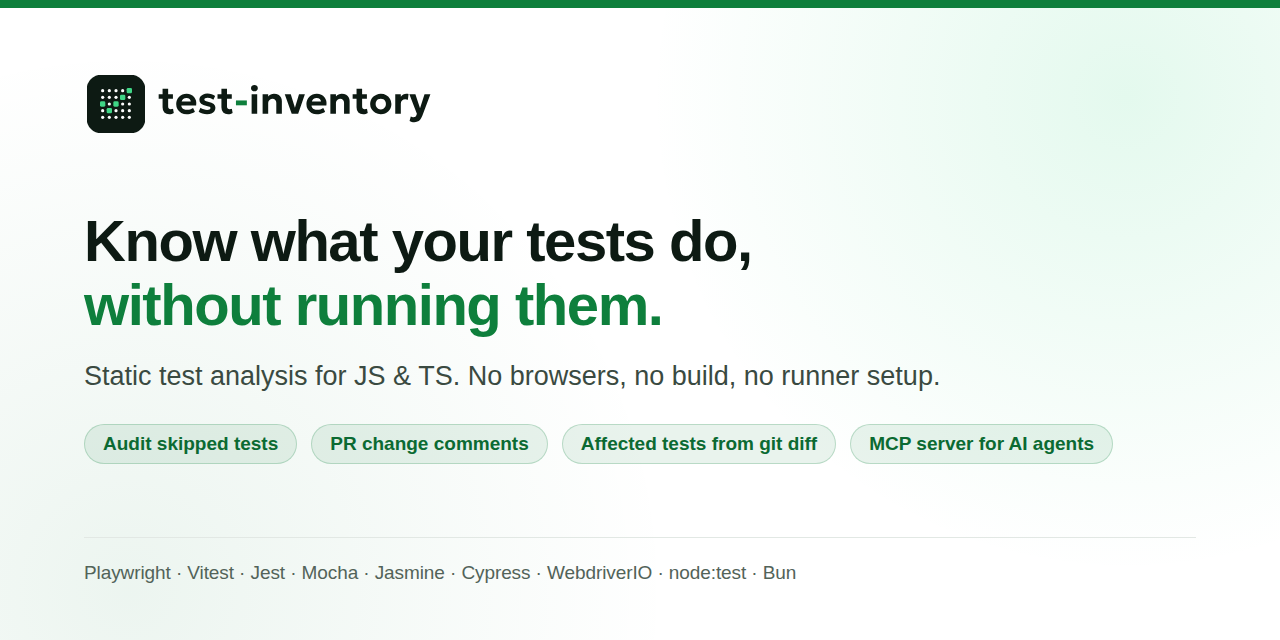 test-inventory
Know what your tests do,
without running them.
Static test analysis for JS & TS. No browsers, no build, no runner setup.
Audit skipped tests
PR change comments
Affected tests from git diff
MCP server for AI agents
Playwright · Vitest · Jest · Mocha · Jasmine · Cypress · WebdriverIO · node:test · Bun